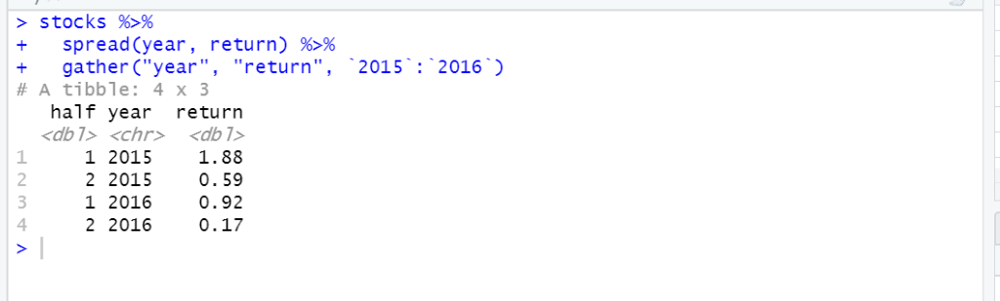 > stocks %>%
+   spread(year, return) %>%
+   gather("year", "return", `2015`:`2016`)
# A tibble: 4 x 3
   half year  return
  <dbl> <chr>  <dbl>
1     1 2015    1.88
2     2 2015    0.59
3     1 2016    0.92
4     2 2016    0.17
>